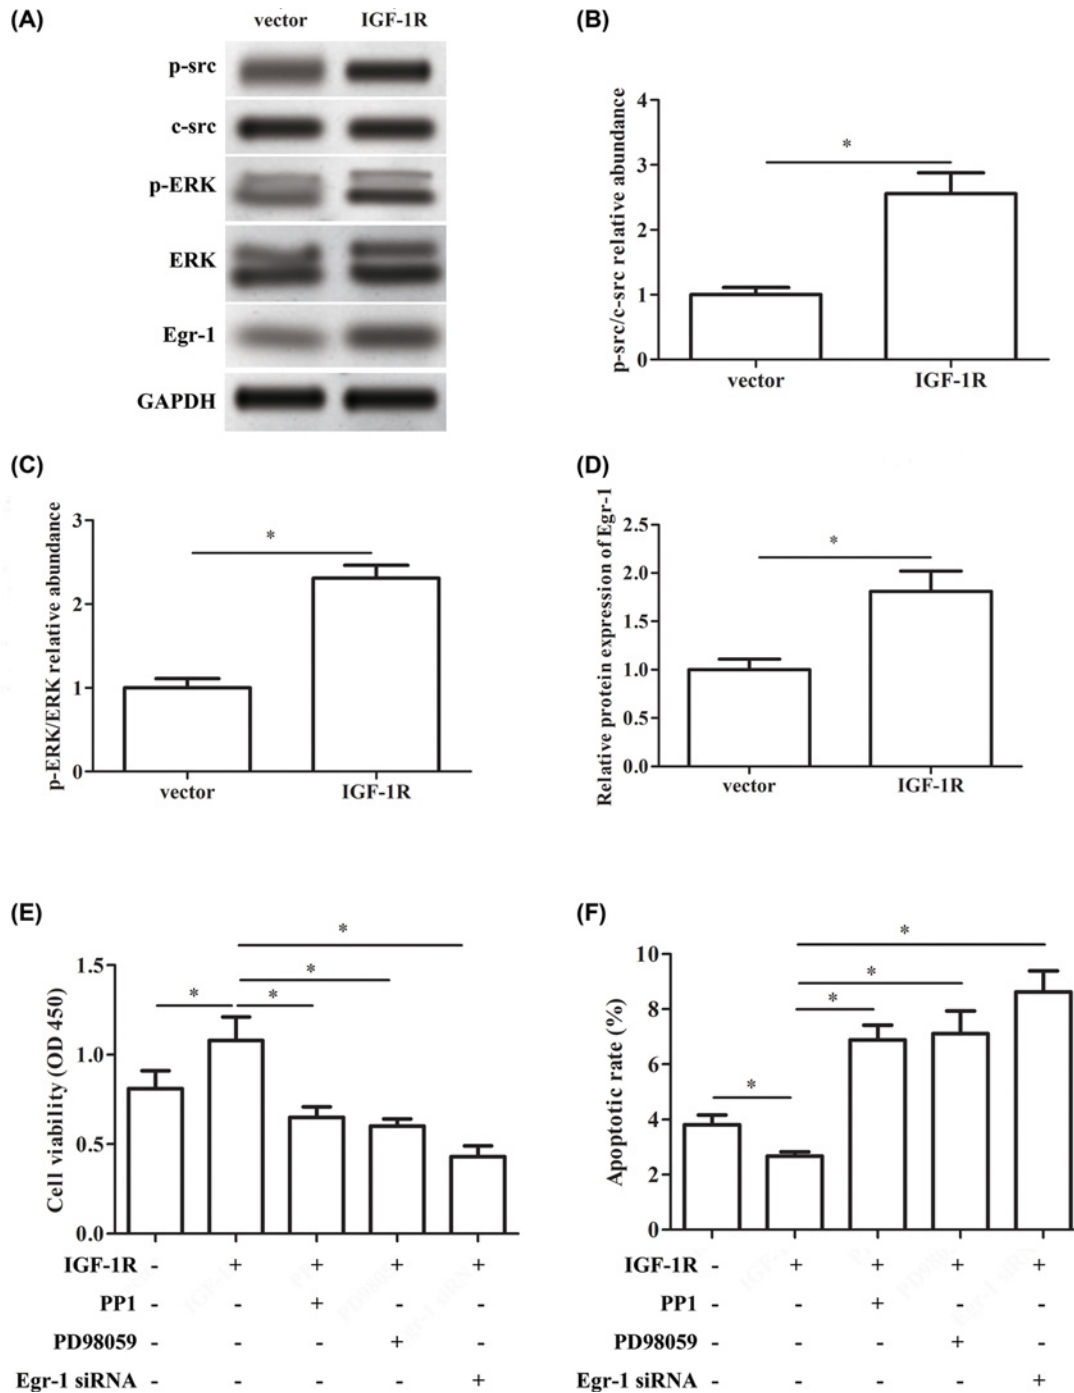 (A)
vector IGF-1R
p-src
c-src
p-ERK
ERK
Egr-1
GAPDH
(B)
p-src/c-src relative abundance
4
3
2
1
0
*
vector IGF-1R
(C)
p-ERK/ERK relative abundance
3
2
1
0
*
vector IGF-1R
(D)
Relative protein expression of Egr-1
2.5
2.0
1.5
1.0
0.5
0.0
*
vector IGF-1R
(E)
Cell viability (OD 450)
1.5
1.0
0.5
0.0
*
*
* *
IGF-1R - + + + +
PP1 - - + - -
PD98059 - - - + -
Egr-1 siRNA - - - - +
(F)
Apoptotic rate (%)
10
8
6
4
2
0
*
*
*
*
IGF-1R - + + + +
PP1 - - + - -
PD98059 - - - + -
Egr-1 siRNA - - - - +